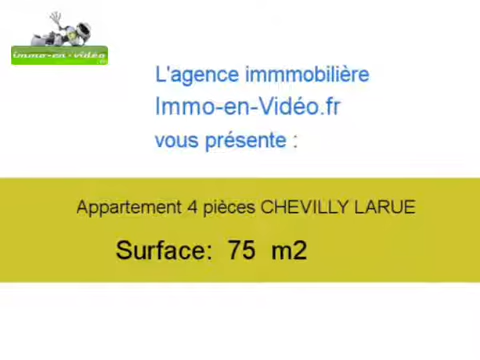 immo-en-vidéo
L'agence immmobilière
Immo-en-Vidéo.fr
vous présente :
Appartement 4 pièces CHEVILLY LARUE
Surface: 75 m2